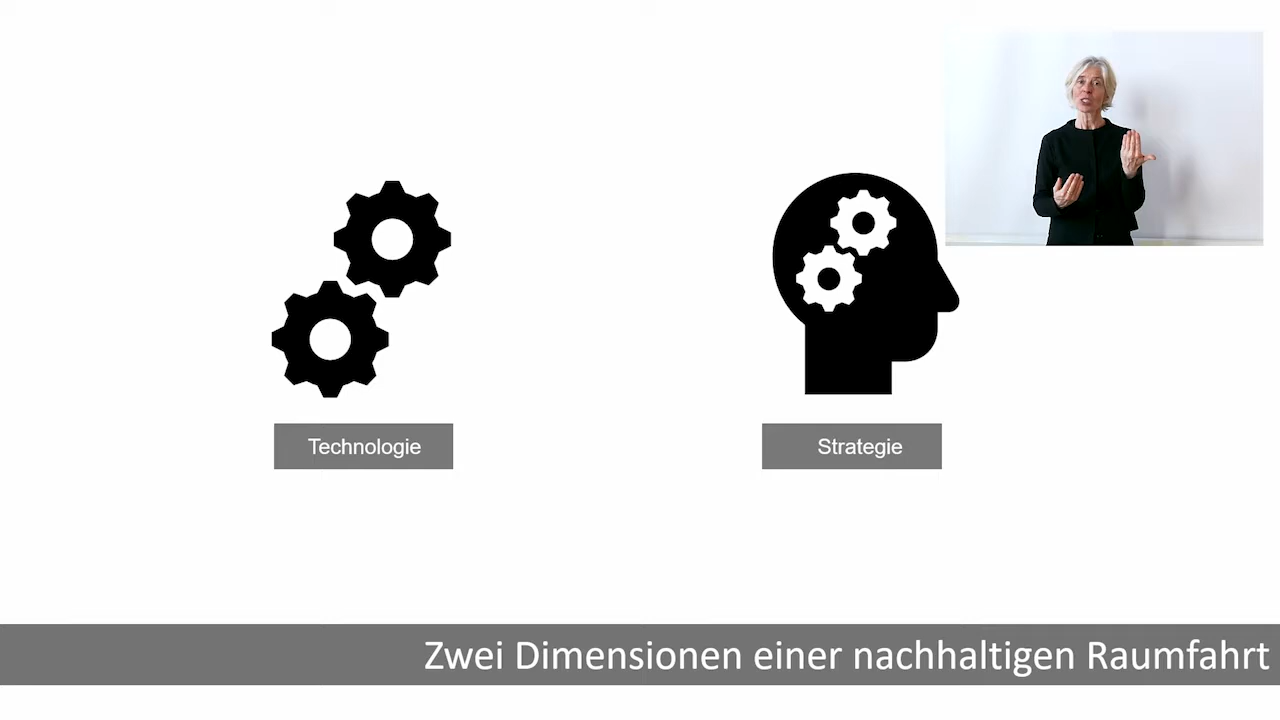 Technologie
Strategie
Zwei Dimensionen einer nachhaltigen Raumfahrt